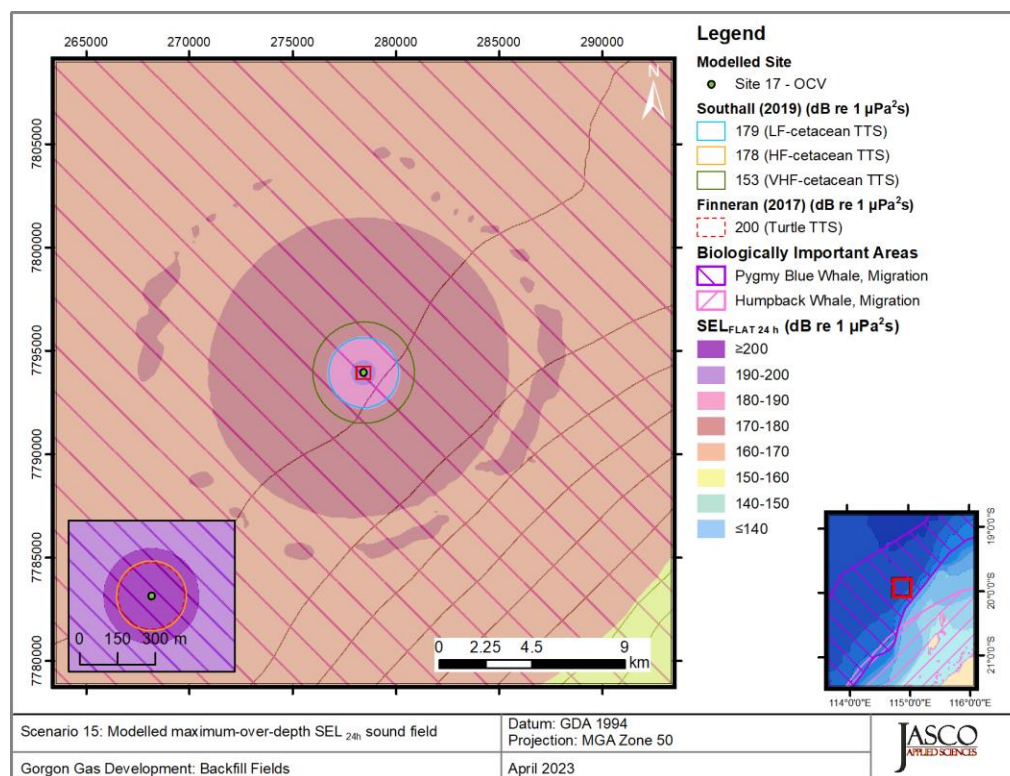 265000 270000 275000 280000 285000 290000
7805000
7800000
7795000
7790000
7785000
7780000
N
0 150 300 m
0 2.25 4.5 9
km
Legend
Modelled Site
Site 17 - OCV
Southall (2019) (dB re 1 µPa²s)
179 (LF-cetacean TTS)
178 (HF-cetacean TTS)
153 (VHF-cetacean TTS)
Finneran (2017) (dB re 1 µPa²s)
200 (Turtle TTS)
Biologically Important Areas
Pygmy Blue Whale, Migration
Humpback Whale, Migration
SEL FLAT 24 h (dB re 1 µPa²s)
≥200
190-200
180-190
170-180
160-170
150-160
140-150
≤140
19°0'0"S
20°0'0"S
21°0'0"S
114°0'0"E 115°0'0"E 116°0'0"E
Scenario 15: Modelled maximum-over-depth SEL 24h sound field
Datum: GDA 1994
Projection: MGA Zone 50
Gorgon Gas Development: Backfill Fields
April 2023
JASCO
APPLIED SCIENCES